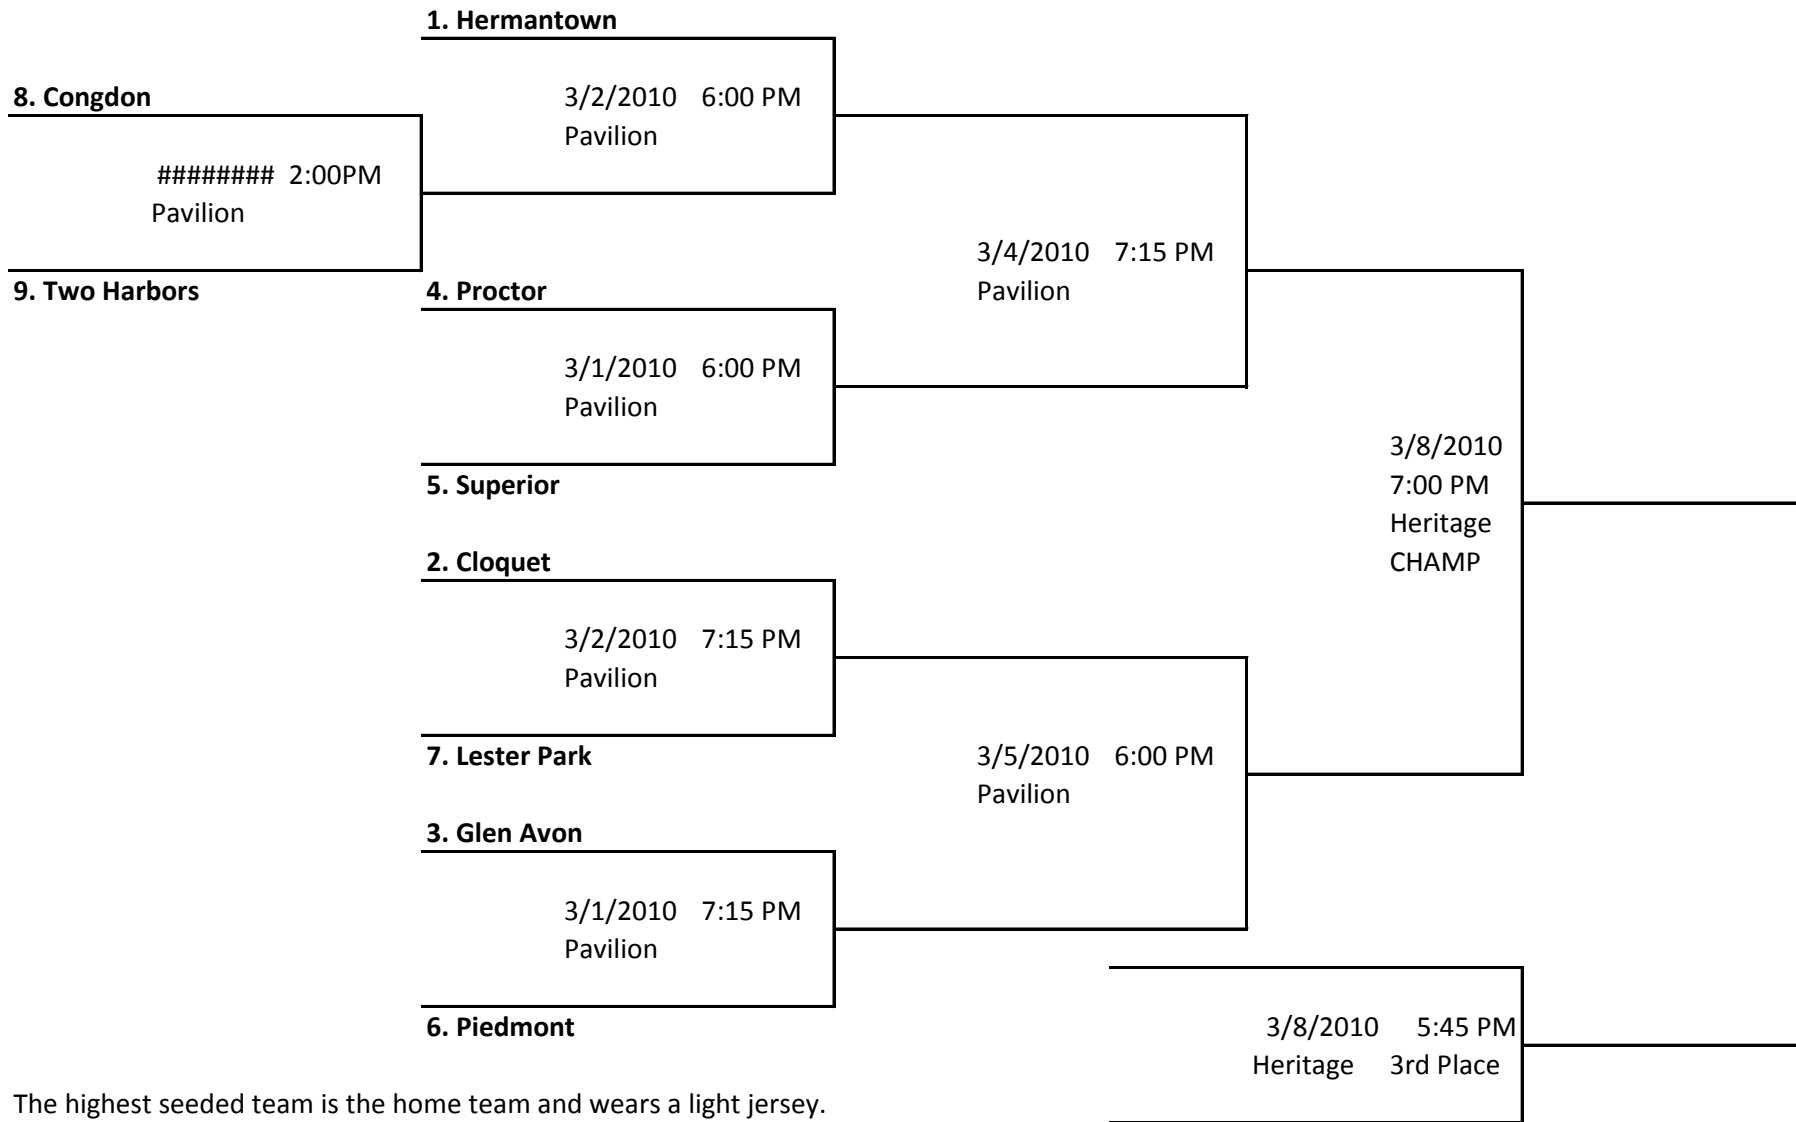 1. Hermantown
8. Congdon
3/2/2010 6:00 PM
Pavilion
######## 2:00PM
Pavilion
3/4/2010 7:15 PM
Pavilion
9. Two Harbors
4. Proctor
3/1/2010 6:00 PM
Pavilion
3/8/2010
7:00 PM
Heritage
CHAMP
5. Superior
2. Cloquet
3/2/2010 7:15 PM
Pavilion
7. Lester Park
3/5/2010 6:00 PM
Pavilion
3. Glen Avon
3/1/2010 7:15 PM
Pavilion
6. Piedmont
3/8/2010 5:45 PM
Heritage 3rd Place
The highest seeded team is the home team and wears a light jersey.